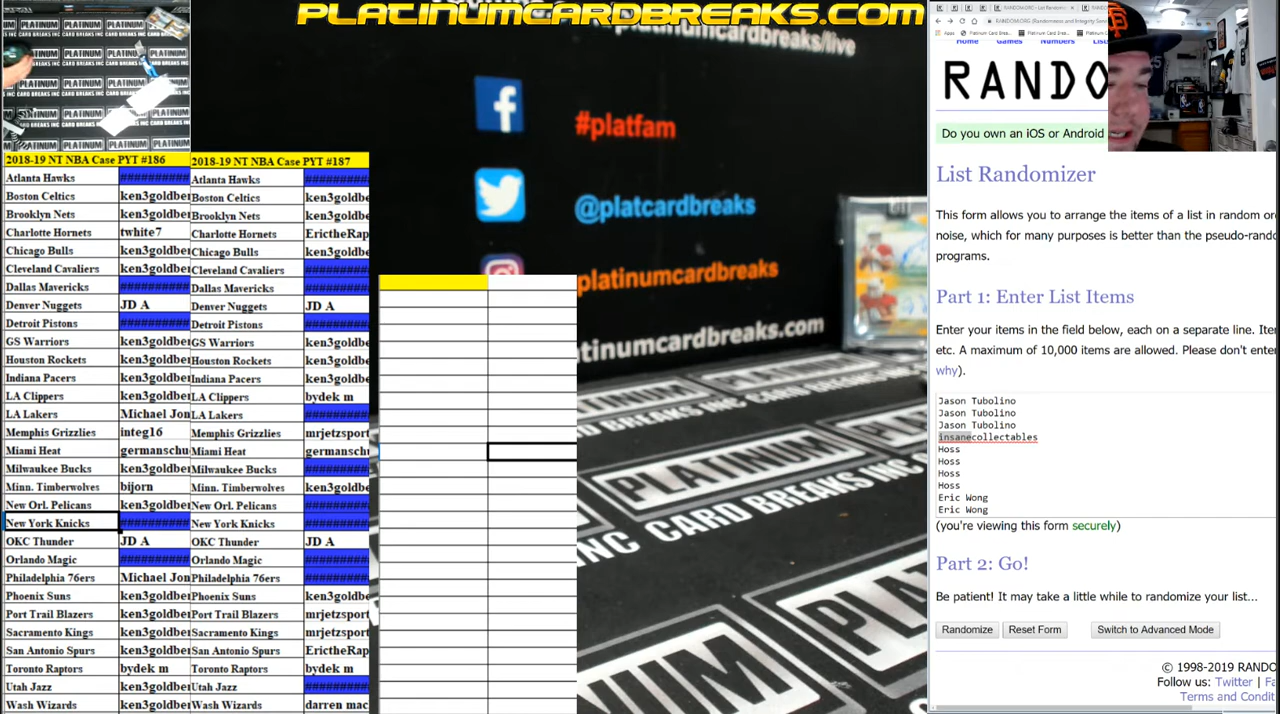 PLATINUMCARDBREAKS.COM
platinumcardbreaks/live
#platfam
@platcardbreaks
platinumcardbreaks
tinumcardbreaks.com
2018-19 NT NBA Case PYT #186
Atlanta Hawks ##########
Boston Celtics ken3goldbe
Brooklyn Nets ken3goldbe
Charlotte Hornets twhite7
Chicago Bulls ken3goldbe
Cleveland Cavaliers ken3goldbe
Dallas Mavericks ##########
Denver Nuggets JD A
Detroit Pistons ##########
GS Warriors ken3goldbe
Houston Rockets ken3goldbe
Indiana Pacers ken3goldbe
LA Clippers ken3goldbe
LA Lakers Michael Jon
Memphis Grizzlies integ16
Miami Heat germanschu
Milwaukee Bucks ken3goldbe
Minn. Timberwolves bijorn
New Orl. Pelicans ken3goldbe
New York Knicks ##########
OKC Thunder JD A
Orlando Magic ##########
Philadelphia 76ers Michael Jon
Phoenix Suns ken3goldbe
Port Trail Blazers ken3goldbe
Sacramento Kings ken3goldbe
San Antonio Spurs ken3goldbe
Toronto Raptors bydek m
Utah Jazz ken3goldbe
Wash Wizards ken3goldbe
2018-19 NT NBA Case PYT #187
Atlanta Hawks ##########
Boston Celtics ken3goldbe
Brooklyn Nets ken3goldbe
Charlotte Hornets Eric­theRap
Chicago Bulls ken3goldbe
Cleveland Cavaliers ##########
Dallas Mavericks ##########
Denver Nuggets JD A
Detroit Pistons ##########
GS Warriors ken3goldbe
Houston Rockets ken3goldbe
Indiana Pacers ken3goldbe
LA Clippers bydek m
LA Lakers ##########
Memphis Grizzlies mrjetzsport
Miami Heat germanschu
Milwaukee Bucks ##########
Minn. Timberwolves ken3goldbe
New Orl. Pelicans ##########
New York Knicks ##########
OKC Thunder JD A
Orlando Magic ##########
Philadelphia 76ers ##########
Phoenix Suns ken3goldbe
Port Trail Blazers mrjetzsport
Sacramento Kings mrjetzsport
San Antonio Spurs ErictheRap
Toronto Raptors bydek m
Utah Jazz ##########
Wash Wizards darren mac
PLATINUM
CARD BREAKS INC
Home Games Numbers Lis
RANDO
Do you own an iOS or Android
List Randomizer
This form allows you to arrange the items of a list in random or
noise, which for many purposes is better than the pseudo-rando
programs.
Part 1: Enter List Items
Enter your items in the field below, each on a separate line. Ite
etc. A maximum of 10,000 items are allowed. Please don't ente
why).
Jason Tubolino
Jason Tubolino
Jason Tubolino
insanecollectables
Hoss
Hoss
Hoss
Hoss
Eric Wong
Eric Wong
(you're viewing this form securely)
Part 2: Go!
Be patient! It may take a little while to randomize your list...
Randomize Reset Form Switch to Advanced Mode
© 1998-2019 RANDO
Follow us: Twitter | Fa
Terms and Condit